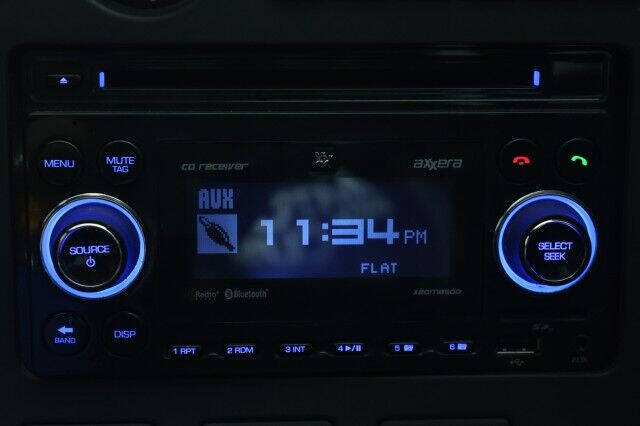 MENU
MUTE
TAG
CD receiver
axxera
AUX
11:34 PM
FLAT
SOURCE
SELECT
SEEK
Radio
Bluetooth
BAND
DISP
1 RPT
2 RDM
3 INT
4
5
6
AUX